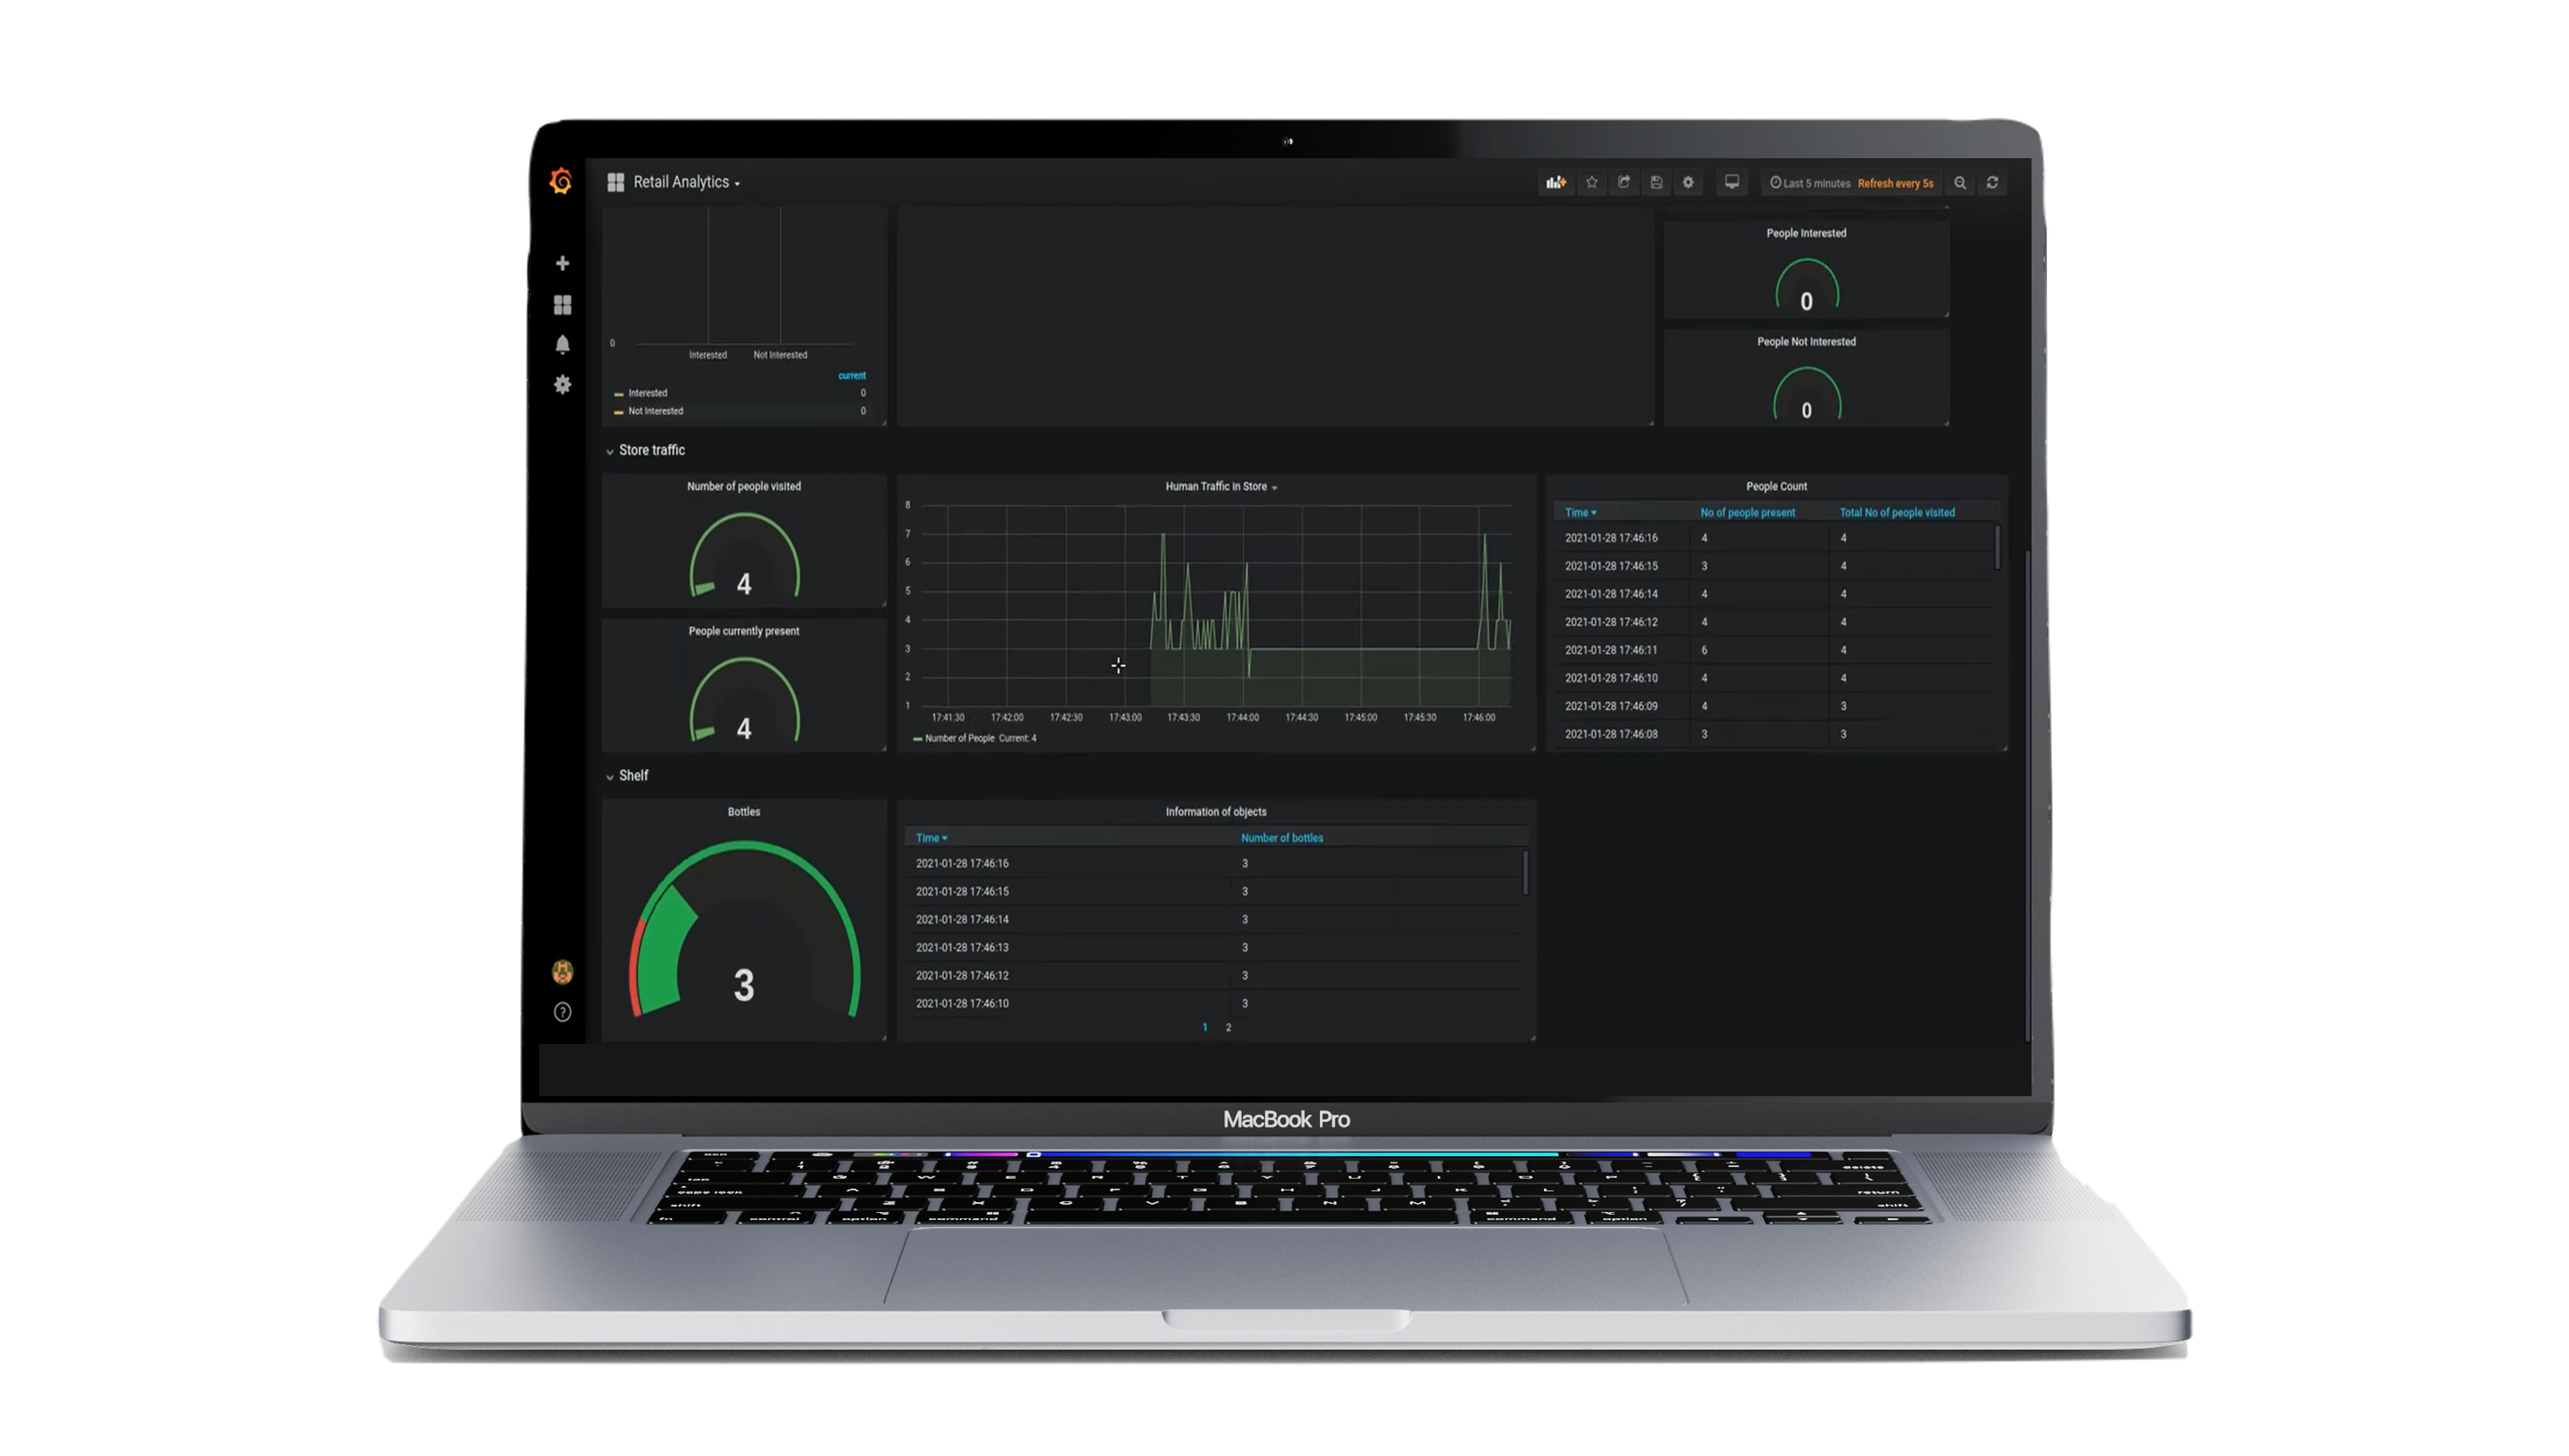 Retail Analytics
Last 5 minutes Refresh every 5s
0
Interested Not Interested
current
Interested 0
Not Interested 0
People Interested
0
People Not Interested
0
Store traffic
Number of people visited
4
People currently present
4
Human Traffic in Store
8
7
6
5
4
3
2
1
17:41:30 17:42:00 17:42:30 17:43:00 17:43:30 17:44:00 17:44:30 17:45:00 17:45:30 17:46:00
Number of People Current: 4
People Count
Time No of people present Total No of people visited
2021-01-28 17:46:16 4 4
2021-01-28 17:46:15 3 4
2021-01-28 17:46:14 4 4
2021-01-28 17:46:12 4 4
2021-01-28 17:46:11 6 4
2021-01-28 17:46:10 4 4
2021-01-28 17:46:09 4 3
2021-01-28 17:46:08 3 3
Shelf
Bottles
3
Information of objects
Time Number of bottles
2021-01-28 17:46:16 3
2021-01-28 17:46:15 3
2021-01-28 17:46:14 3
2021-01-28 17:46:13 3
2021-01-28 17:46:12 3
2021-01-28 17:46:10 3
1 2
MacBook Pro
delete
return
shift shift
fn control option command command option